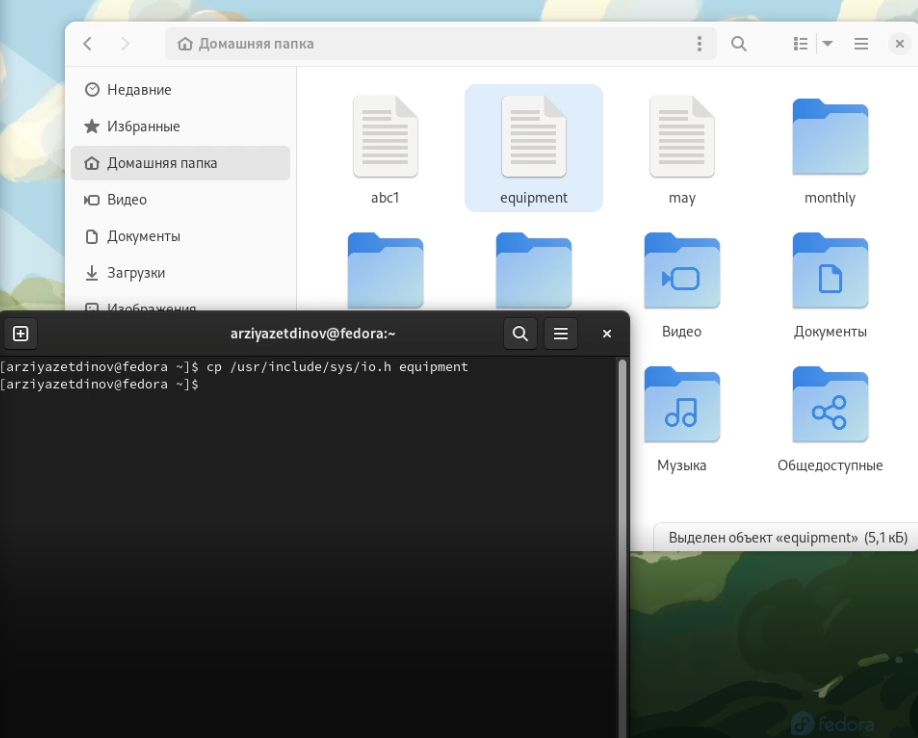 Домашняя папка
Недавние
Избранные
Домашняя папка
Видео
Документы
Загрузки
Изображения
abc1
equipment
may
monthly
Видео
Документы
Музыка
Общедоступные
Выделен объект «equipment» (5,1 кБ)
arziyazetdinov@fedora:~
[arziyazetdinov@fedora ~]$ cp /usr/include/sys/io.h equipment
[arziyazetdinov@fedora ~]$
fedora